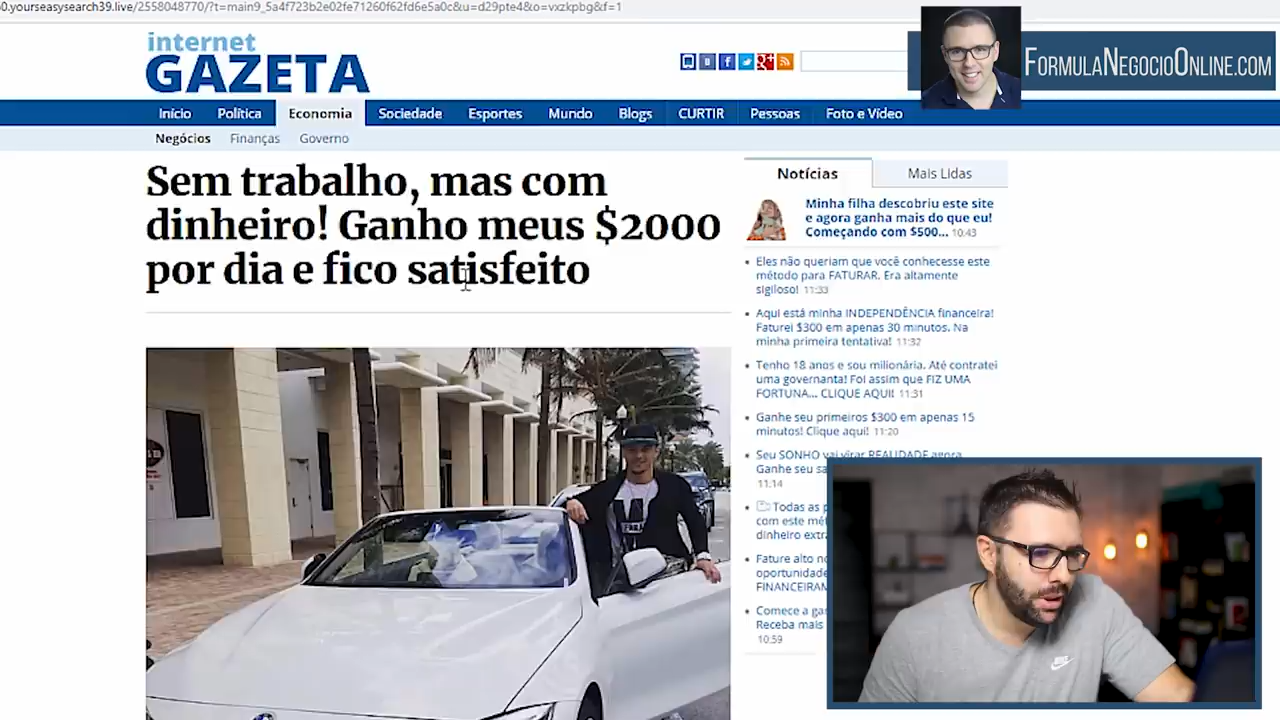 0.yourseasysearch39.live/2558048770/?t=main9_5a4f723b2e02fe71260f62fd6e5a0c&u=d29pte4&o=vxzkpbg&f=1
internet
GAZETA
FORMULANEGOCIOONLINE.COM
Início Política Economia Sociedade Esportes Mundo Blogs CURTIR Pessoas Foto e Vídeo
Negócios Finanças Governo
Sem trabalho, mas com
dinheiro! Ganho meus $2000
por dia e fico satisfeito
Notícias Mais Lidas
Minha filha descobriu este site
e agora ganha mais do que eu!
Começando com $500... 10:43
Eles não queriam que você conhecesse este
método para FATURAR. Era altamente
sigiloso! 11:33
Aqui está minha INDEPENDÊNCIA financeira!
Faturei $300 em apenas 30 minutos. Na
minha primeira tentativa! 11:32
Tenho 18 anos e sou milionária. Até contratei
uma governanta! Foi assim que FIZ UMA
FORTUNA... CLIQUE AQUI! 11:31
Ganhe seu primeiros $300 em apenas 15
minutos! Clique aqui! 11:20
Seu SONHO vai virar REALIDADE agora
Ganhe seu
11:14
Todas as
com este
dinheiro
Fature alto
Comece a
Receba mais
10:59